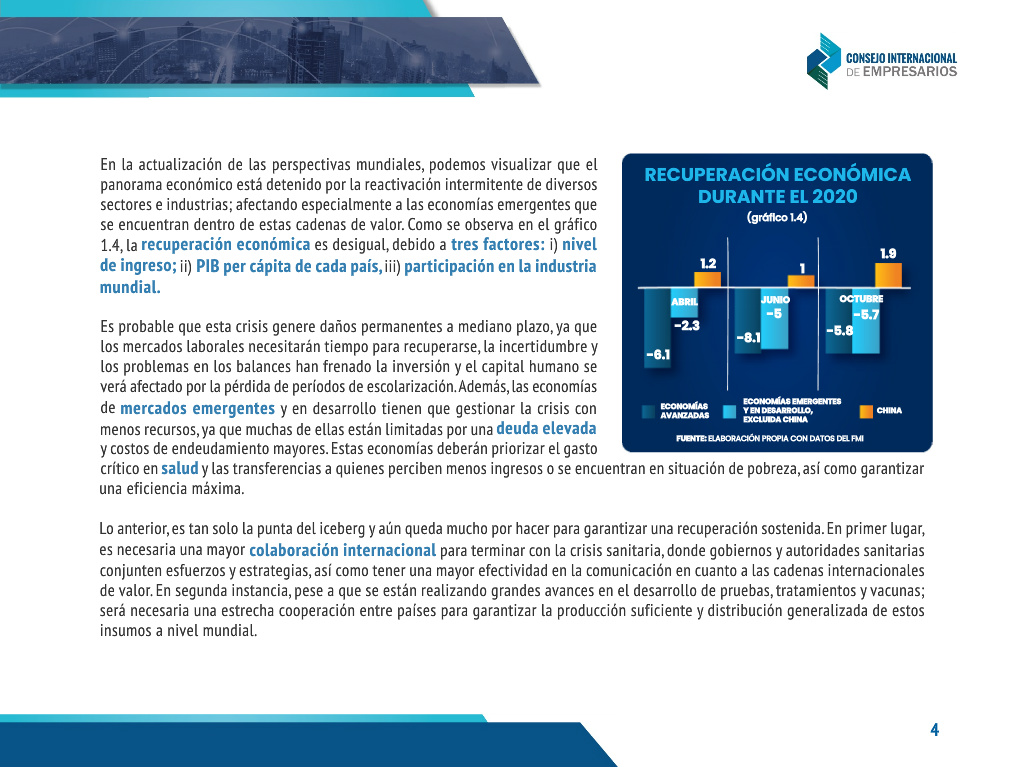 CONSEJO INTERNACIONAL
DE EMPRESARIOS
En la actualización de las perspectivas mundiales, podemos visualizar que el
panorama económico está detenido por la reactivación intermitente de diversos
sectores e industrias; afectando especialmente a las economías emergentes que
se encuentran dentro de estas cadenas de valor. Como se observa en el gráfico
1.4, la recuperación económica es desigual, debido a tres factores: i) nivel
de ingreso; ii) PIB per cápita de cada país, iii) participación en la industria
mundial.
Es probable que esta crisis genere daños permanentes a mediano plazo, ya que
los mercados laborales necesitarán tiempo para recuperarse, la incertidumbre y
los problemas en los balances han frenado la inversión y el capital humano se
verá afectado por la pérdida de períodos de escolarización. Además, las economías
de mercados emergentes y en desarrollo tienen que gestionar la crisis con
menos recursos, ya que muchas de ellas están limitadas por una deuda elevada
y costos de endeudamiento mayores. Estas economías deberán priorizar el gasto
crítico en salud y las transferencias a quienes perciben menos ingresos o se encuentran en situación de pobreza, así como garantizar
una eficiencia máxima.
RECUPERACIÓN ECONÓMICA
DURANTE EL 2020
(gráfico 1.4)
1.2
1
1.9
ABRIL
JUNIO
OCTUBRE
-6.1
-2.3
-8.1
-5
-5.8
-5.7
ECONOMÍAS
AVANZADAS
ECONOMÍAS EMERGENTES
Y EN DESARROLLO,
EXCLUIDA CHINA
CHINA
FUENTE: ELABORACIÓN PROPIA CON DATOS DEL FMI
Lo anterior, es tan solo la punta del iceberg y aún queda mucho por hacer para garantizar una recuperación sostenida. En primer lugar,
es necesaria una mayor colaboración internacional para terminar con la crisis sanitaria, donde gobiernos y autoridades sanitarias
conjunten esfuerzos y estrategias, así como tener una mayor efectividad en la comunicación en cuanto a las cadenas internacionales
de valor. En segunda instancia, pese a que se están realizando grandes avances en el desarrollo de pruebas, tratamientos y vacunas;
será necesaria una estrecha cooperación entre países para garantizar la producción suficiente y distribución generalizada de estos
insumos a nivel mundial.
4